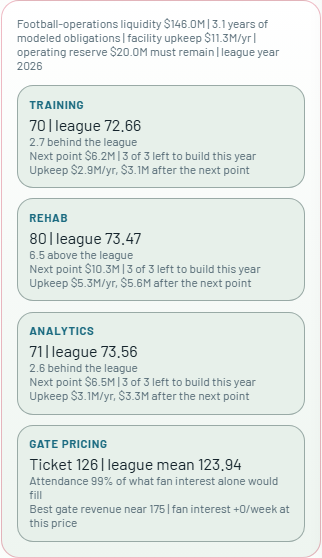 Football-operations liquidity $146.0M | 3.1 years of
modeled obligations | facility upkeep $11.3M/yr |
operating reserve $20.0M must remain | league year
2026
TRAINING
70 | league 72.66
2.7 behind the league
Next point $6.2M | 3 of 3 left to build this year
Upkeep $2.9M/yr, $3.1M after the next point
REHAB
80 | league 73.47
6.5 above the league
Next point $10.3M | 3 of 3 left to build this year
Upkeep $5.3M/yr, $5.6M after the next point
ANALYTICS
71 | league 73.56
2.6 behind the league
Next point $6.5M | 3 of 3 left to build this year
Upkeep $3.1M/yr, $3.3M after the next point
GATE PRICING
Ticket 126 | league mean 123.94
Attendance 99% of what fan interest alone would
fill
Best gate revenue near 175 | fan interest +0/week at
this price